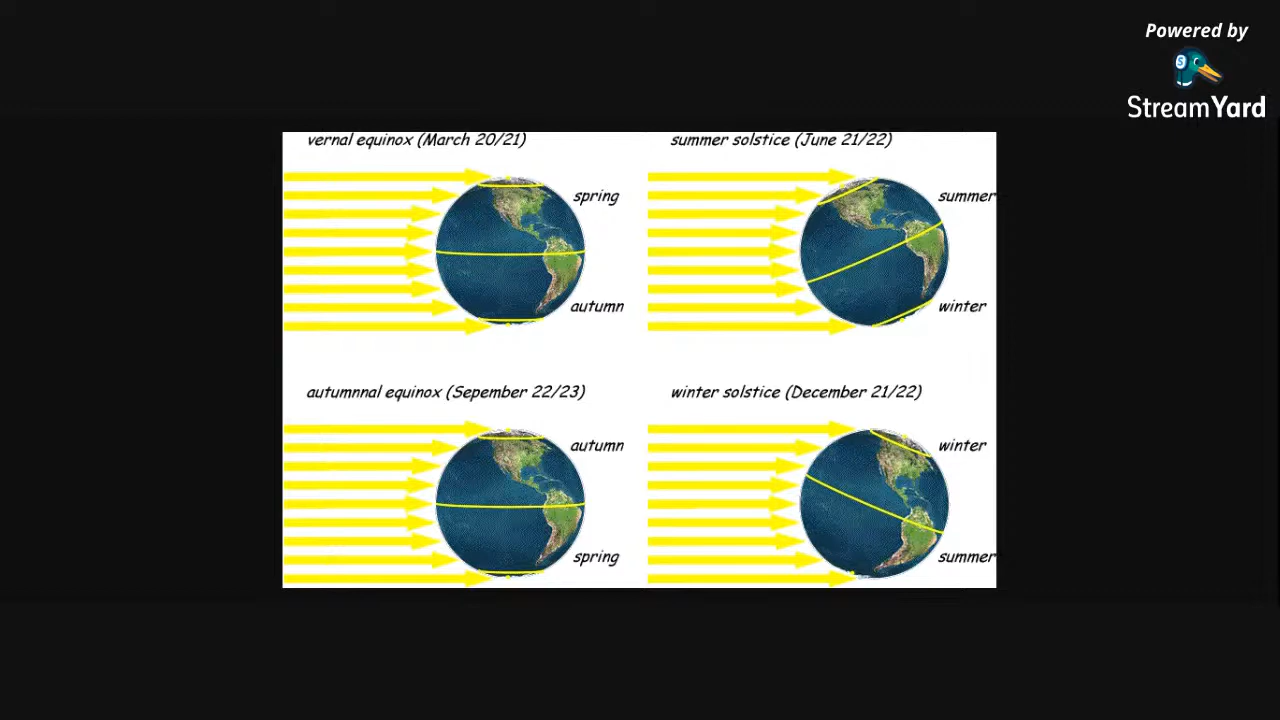 Powered by
StreamYard
vernal equinox (March 20/21)
spring
autumn
summer solstice (June 21/22)
summer
winter
autumnnal equinox (Sepember 22/23)
autumn
spring
winter solstice (December 21/22)
winter
summer